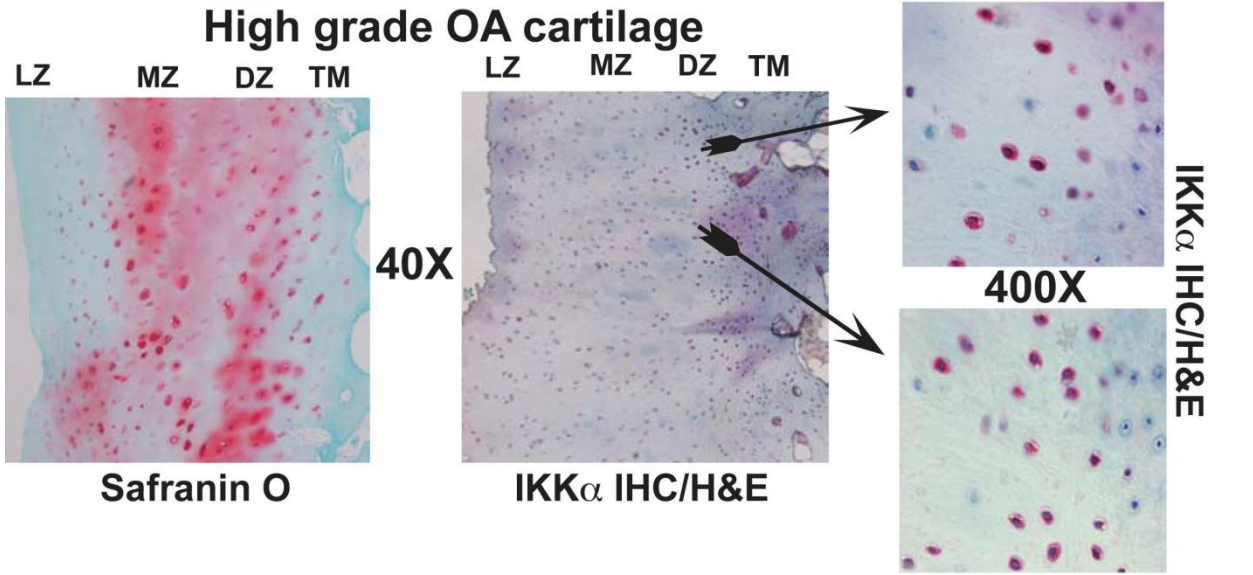 High grade OA cartilage
LZ MZ DZ TM
LZ MZ DZ TM
40X
400X
IKKα IHC/H&E
Safranin O
IKKα IHC/H&E